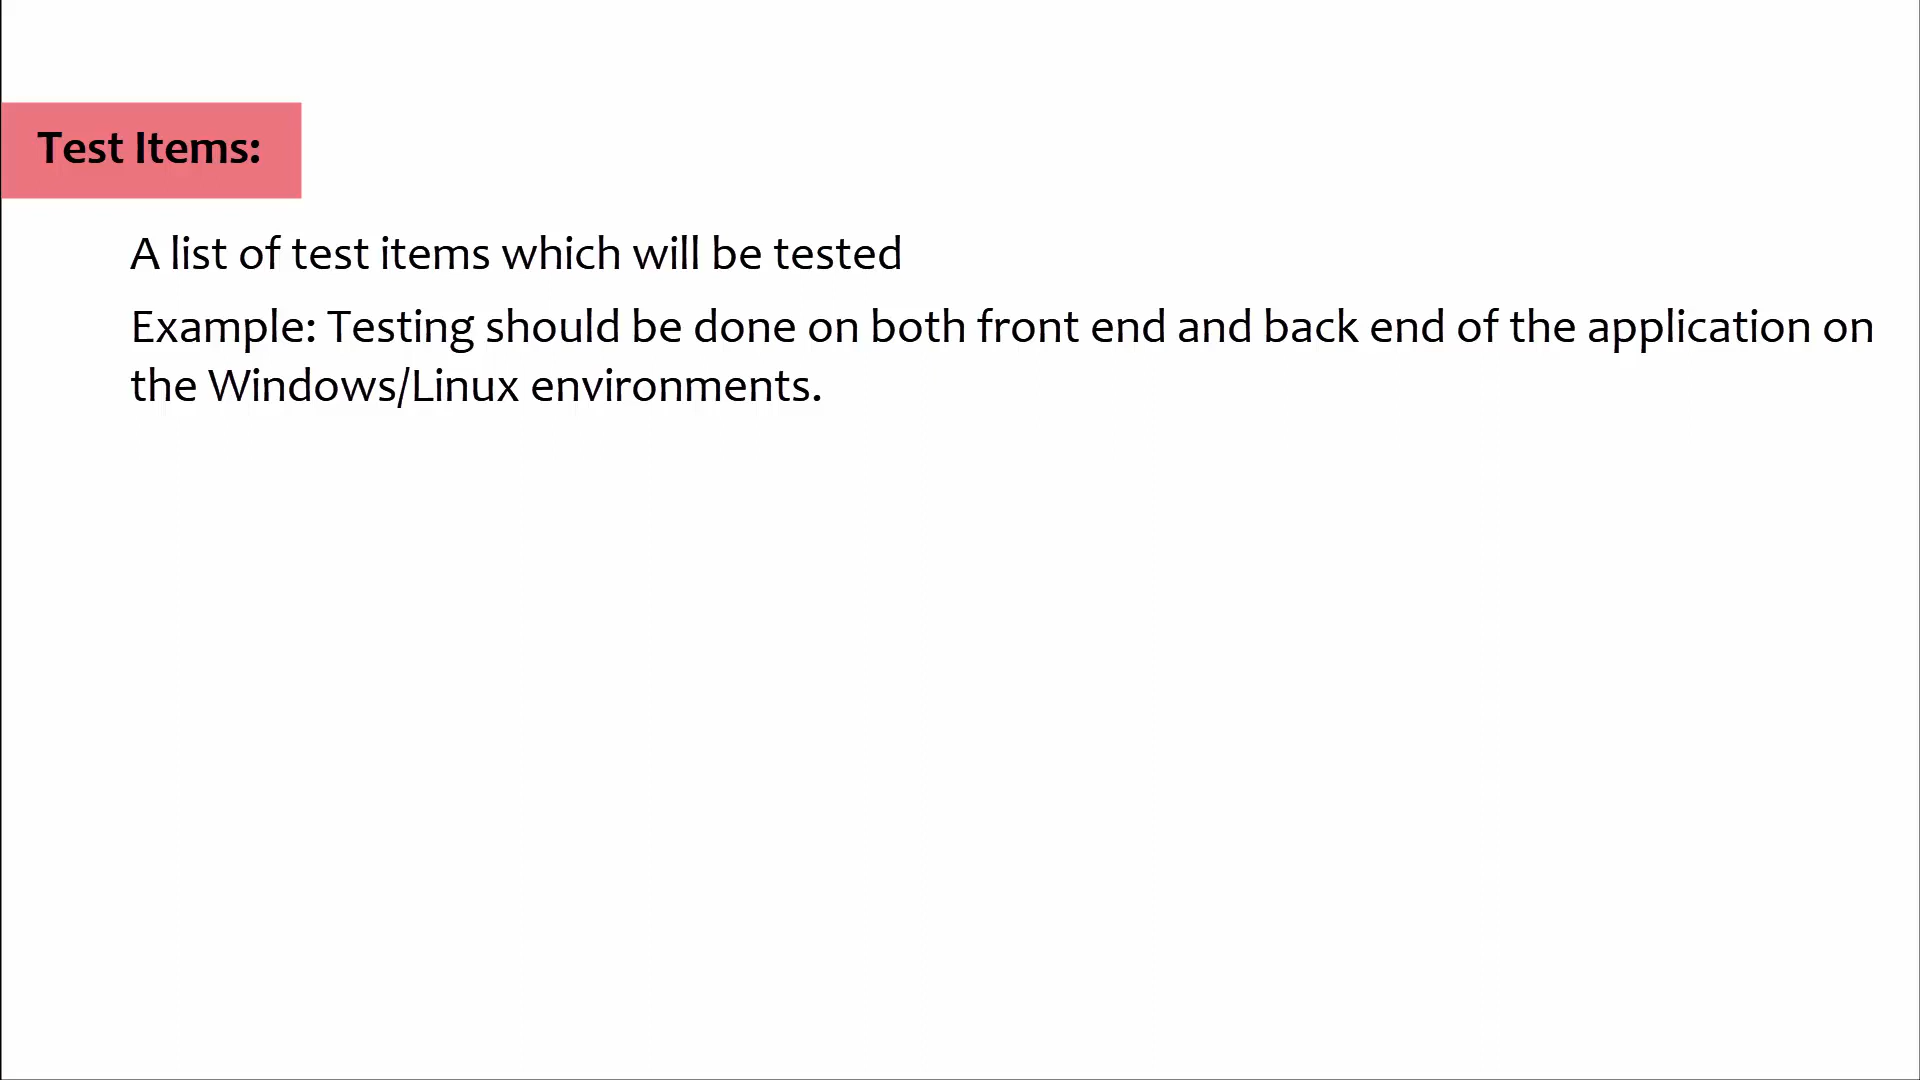 Test Items:
A list of test items which will be tested
Example: Testing should be done on both front end and back end of the application on
the Windows/Linux environments.